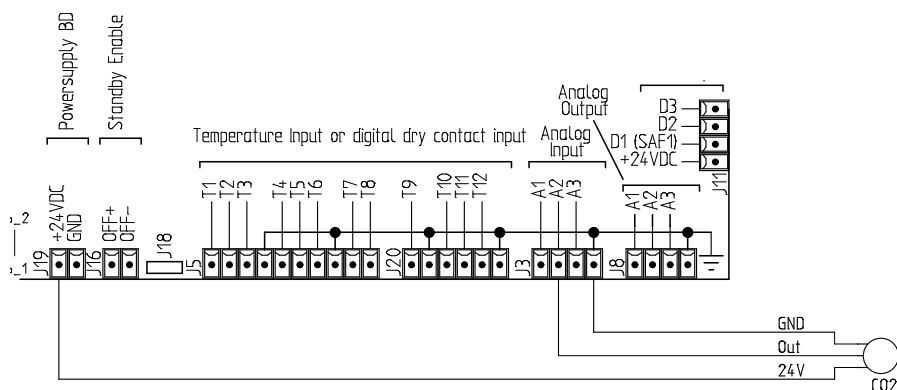 Powersupply BD
Standby Enable
Temperature Input or digital dry contact input
Analog
Input
Analog
Output
D3
D2
D1 (SAF1)
+24VDC
J11
+24VDC
GND
OFF+
OFF-
T1
T2
T3
T4
T5
T6
T7
T8
T9
T10
T11
T12
A1
A2
A3
A1
A2
A3
_2
_1
J19
J16
J18
J5
J20
J3
J8
GND
Out
24V
CO2